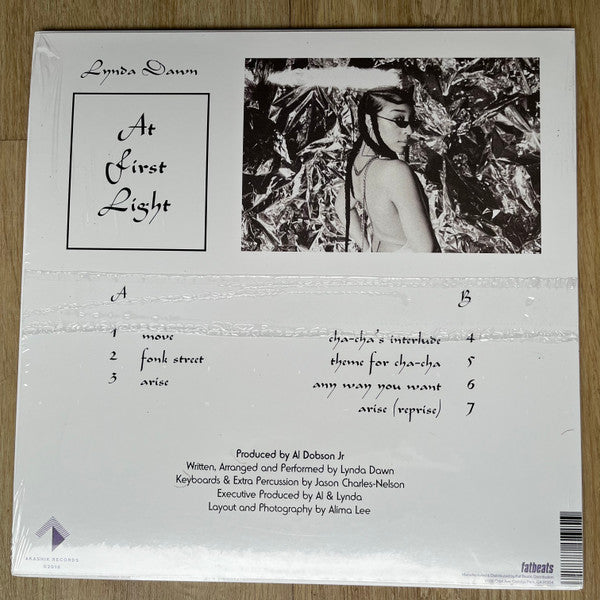 Lynda Dawn
At
First
Light
A
1 move
2 fonk street
3 arise
B
cha-cha's interlude 4
theme for cha-cha 5
any way you want 6
arise (reprise) 7
Produced by Al Dobson Jr
Written, Arranged and Performed by Lynda Dawn
Keyboards & Extra Percussion by Jason Charles-Nelson
Executive Produced by Al & Lynda
Layout and Photography by Alima Lee
AKASHIK RECORDS
fatbeats